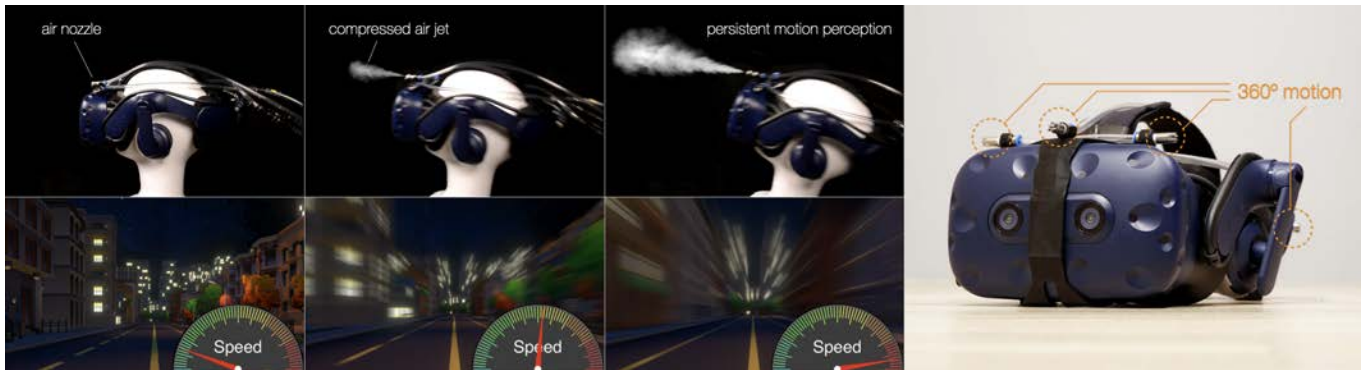 air nozzle
compressed air jet
persistent motion perception
360º motion
Speed
Speed
Speed